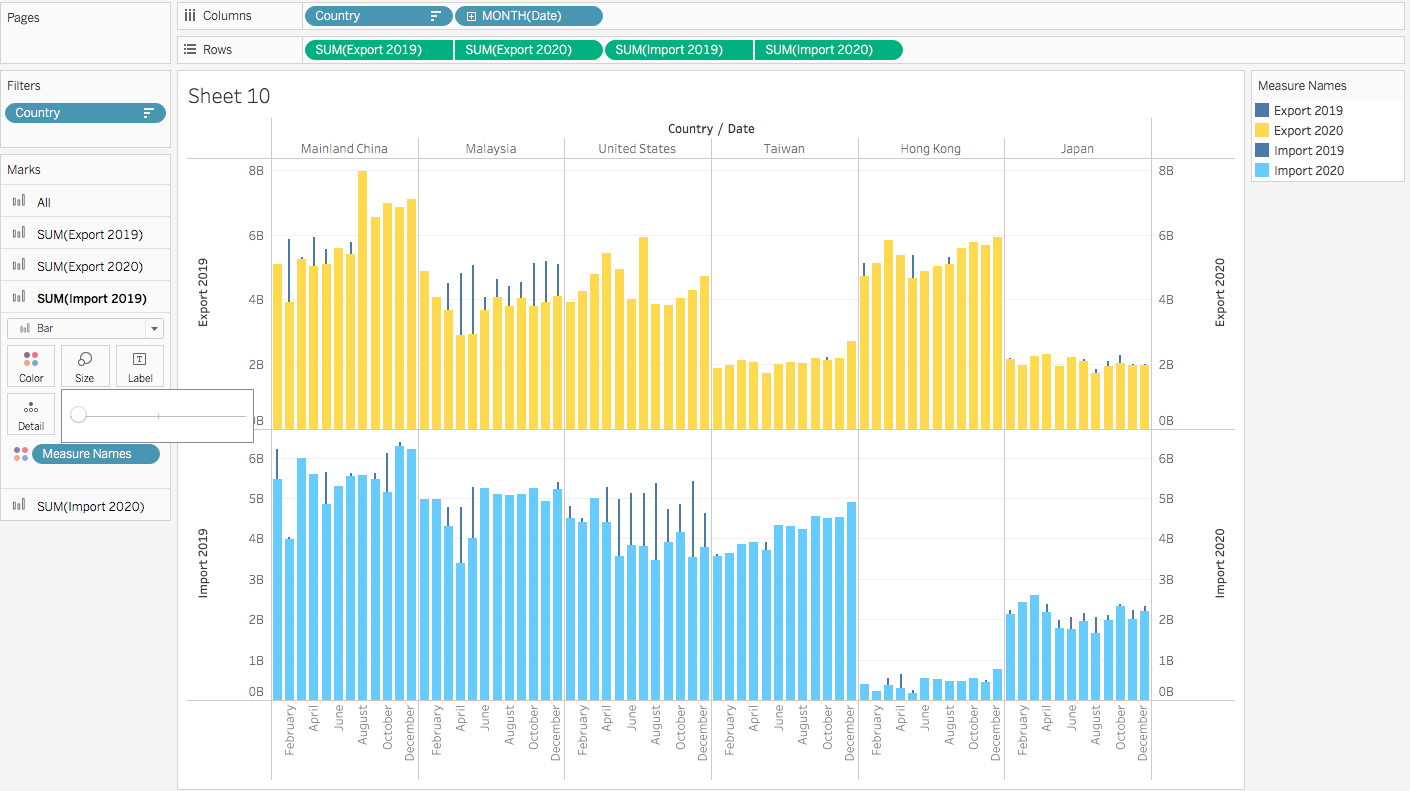 Pages
Columns
Country
MONTH(Date)
Rows
SUM(Export 2019)
SUM(Export 2020)
SUM(Import 2019)
SUM(Import 2020)
Filters
Country
Marks
All
SUM(Export 2019)
SUM(Export 2020)
SUM(Import 2019)
Bar
Color
Size
Label
Detail
Measure Names
SUM(Import 2020)
Sheet 10
Country / Date
Mainland China
Malaysia
United States
Taiwan
Hong Kong
Japan
Export 2019
8B
6B
4B
2B
0B
8B
6B
4B
2B
0B
Export 2020
Import 2019
6B
5B
4B
3B
2B
1B
0B
6B
5B
4B
3B
2B
1B
0B
Import 2020
February
April
June
August
October
December
February
April
June
August
October
December
February
April
June
August
October
December
February
April
June
August
October
December
February
April
June
August
October
December
February
April
June
August
October
December
Measure Names
Export 2019
Export 2020
Import 2019
Import 2020